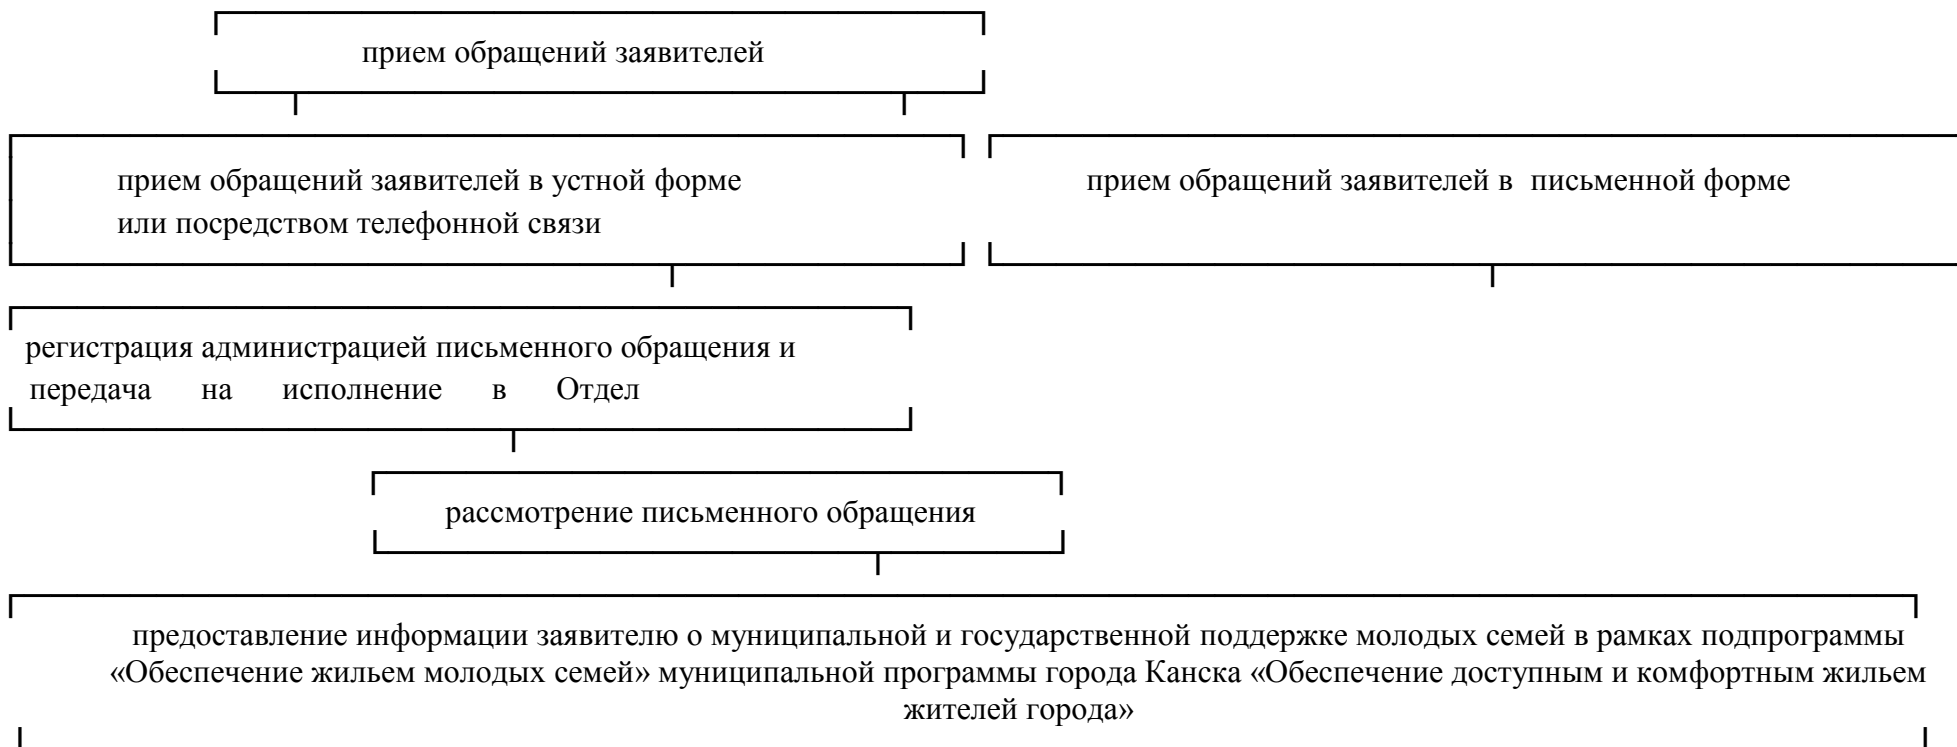 прием обращений заявителей
прием обращений заявителей в устной форме
или посредством телефонной связи
прием обращений заявителей в письменной форме
регистрация администрацией письменного обращения и
передача на исполнение в Отдел
рассмотрение письменного обращения
предоставление информации заявителю о муниципальной и государственной поддержке молодых семей в рамках подпрограммы
«Обеспечение жильем молодых семей» муниципальной программы города Канска «Обеспечение доступным и комфортным жильем
жителей города»